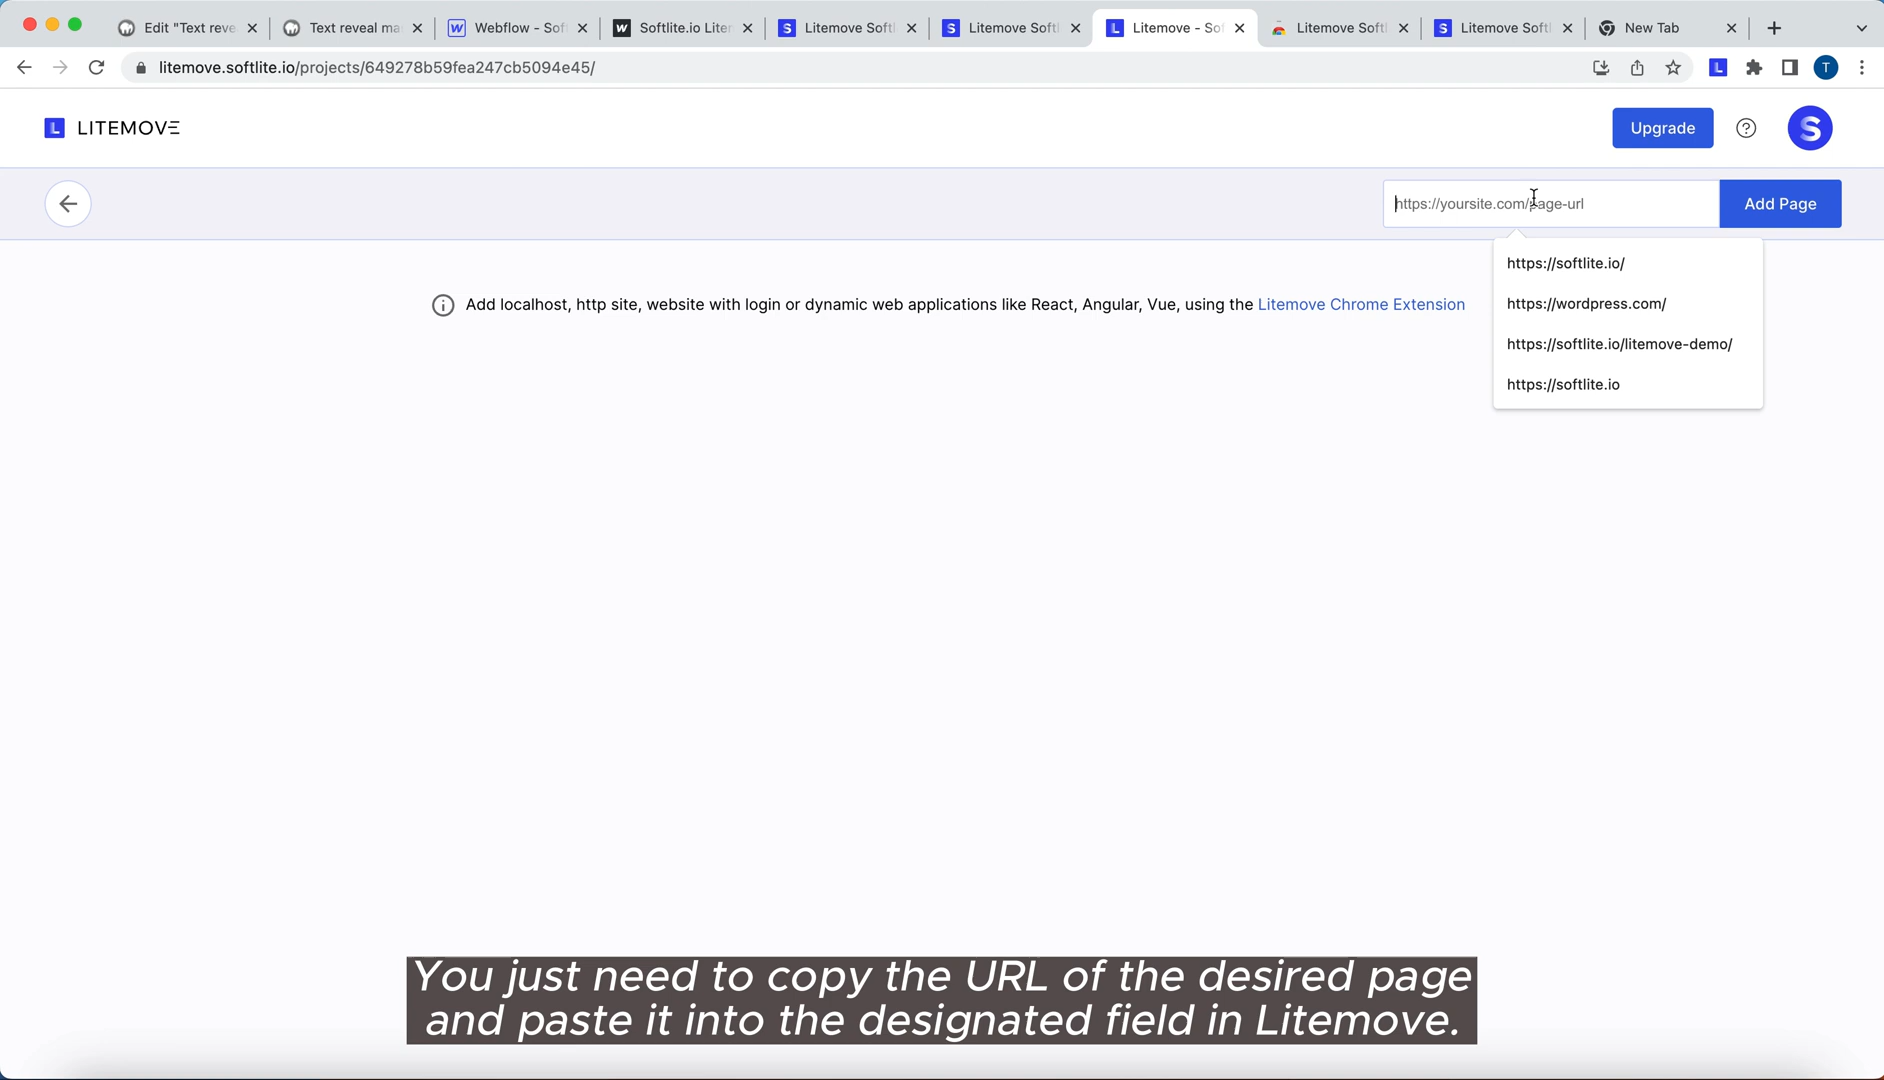 Edit "Text reve
Text reveal ma
Webflow - Sof
Softlite.io Liter
Litemove Softl
Litemove Softl
Litemove - Sof
Litemove Softl
Litemove Softl
New Tab
litemove.softlite.io/projects/649278b59fea247cb5094e45/
T
L LITEMOVE
Upgrade
S
https://yoursite.com/page-url
Add Page
https://softlite.io/
https://wordpress.com/
https://softlite.io/litemove-demo/
https://softlite.io
Add localhost, http site, website with login or dynamic web applications like React, Angular, Vue, using the Litemove Chrome Extension
You just need to copy the URL of the desired page
and paste it into the designated field in Litemove.